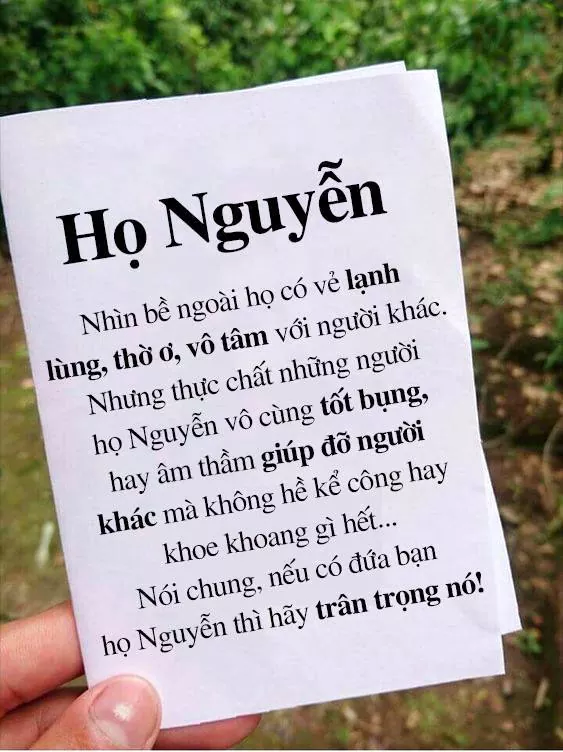 Họ Nguyễn
Nhìn bề ngoài họ có vẻ lạnh
lùng, thờ ơ, vô tâm với người khác.
Nhưng thực chất những người
họ Nguyễn vô cùng tốt bụng,
hay âm thầm giúp đỡ người
khác mà không hề kể công hay
khoe khoang gì hết...
Nói chung, nếu có đứa bạn
họ Nguyễn thì hãy trân trọng nó!